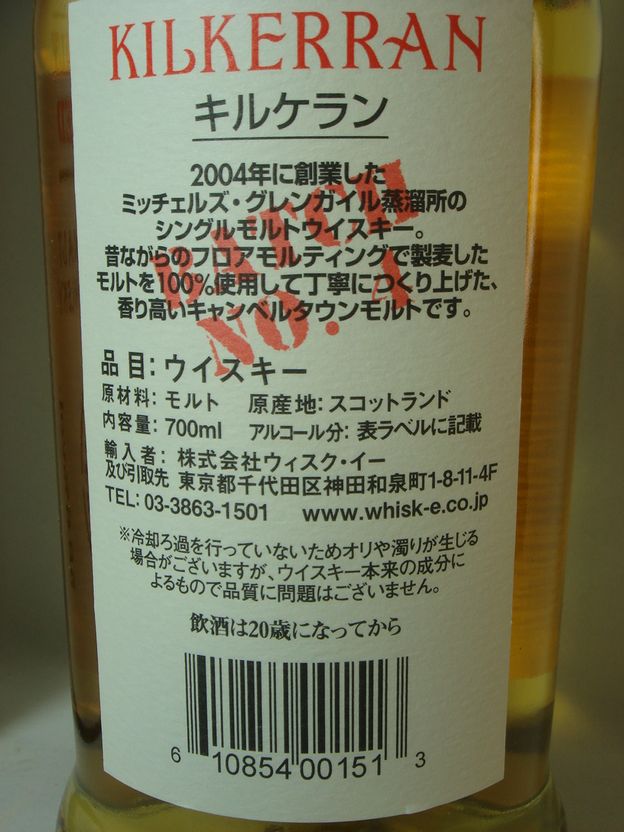 KILKERRAN
キルケラン
2004年に創業した
ミッチェルズ・グレンガイル蒸溜所の
シングルモルトウイスキー。
昔ながらのフロアモルティングで製麦した
モルトを100%使用して丁寧につくり上げた、
香り高いキャンベルタウンモルトです。
BATCH
NO. 4
品目：ウイスキー
原材料：モルト 原産地：スコットランド
内容量：700ml アルコール分：表ラベルに記載
輸入者：株式会社ウィスク・イー
及び引取先 東京都千代田区神田和泉町1-8-11-4F
TEL：03-3863-1501 www.whisk-e.co.jp
※冷却ろ過を行っていないためオリや濁りが生じる
場合がございますが、ウイスキー本来の成分に
よるもので品質に問題はございません。
飲酒は20歳になってから
6 10854 00151 3